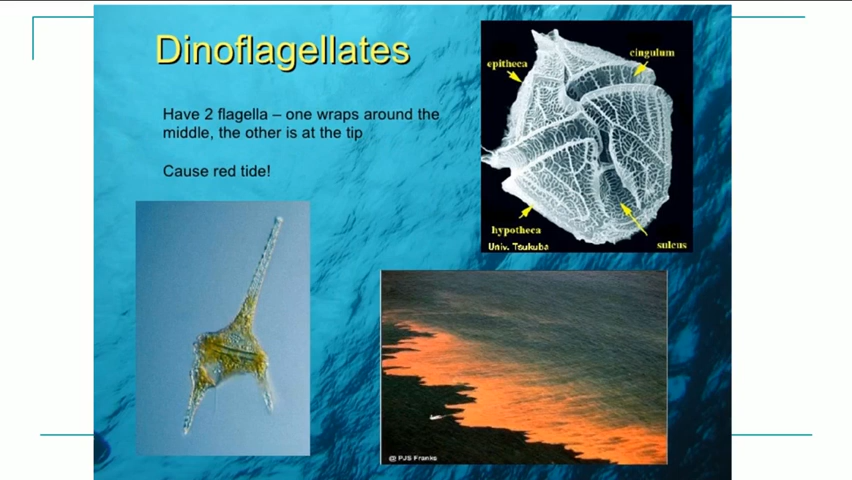 Dinoflagellates
Have 2 flagella – one wraps around the
middle, the other is at the tip
Cause red tide!
epitheca
cingulum
hypotheca
sulcus
Univ. Tsukuba
@ PJS Franks